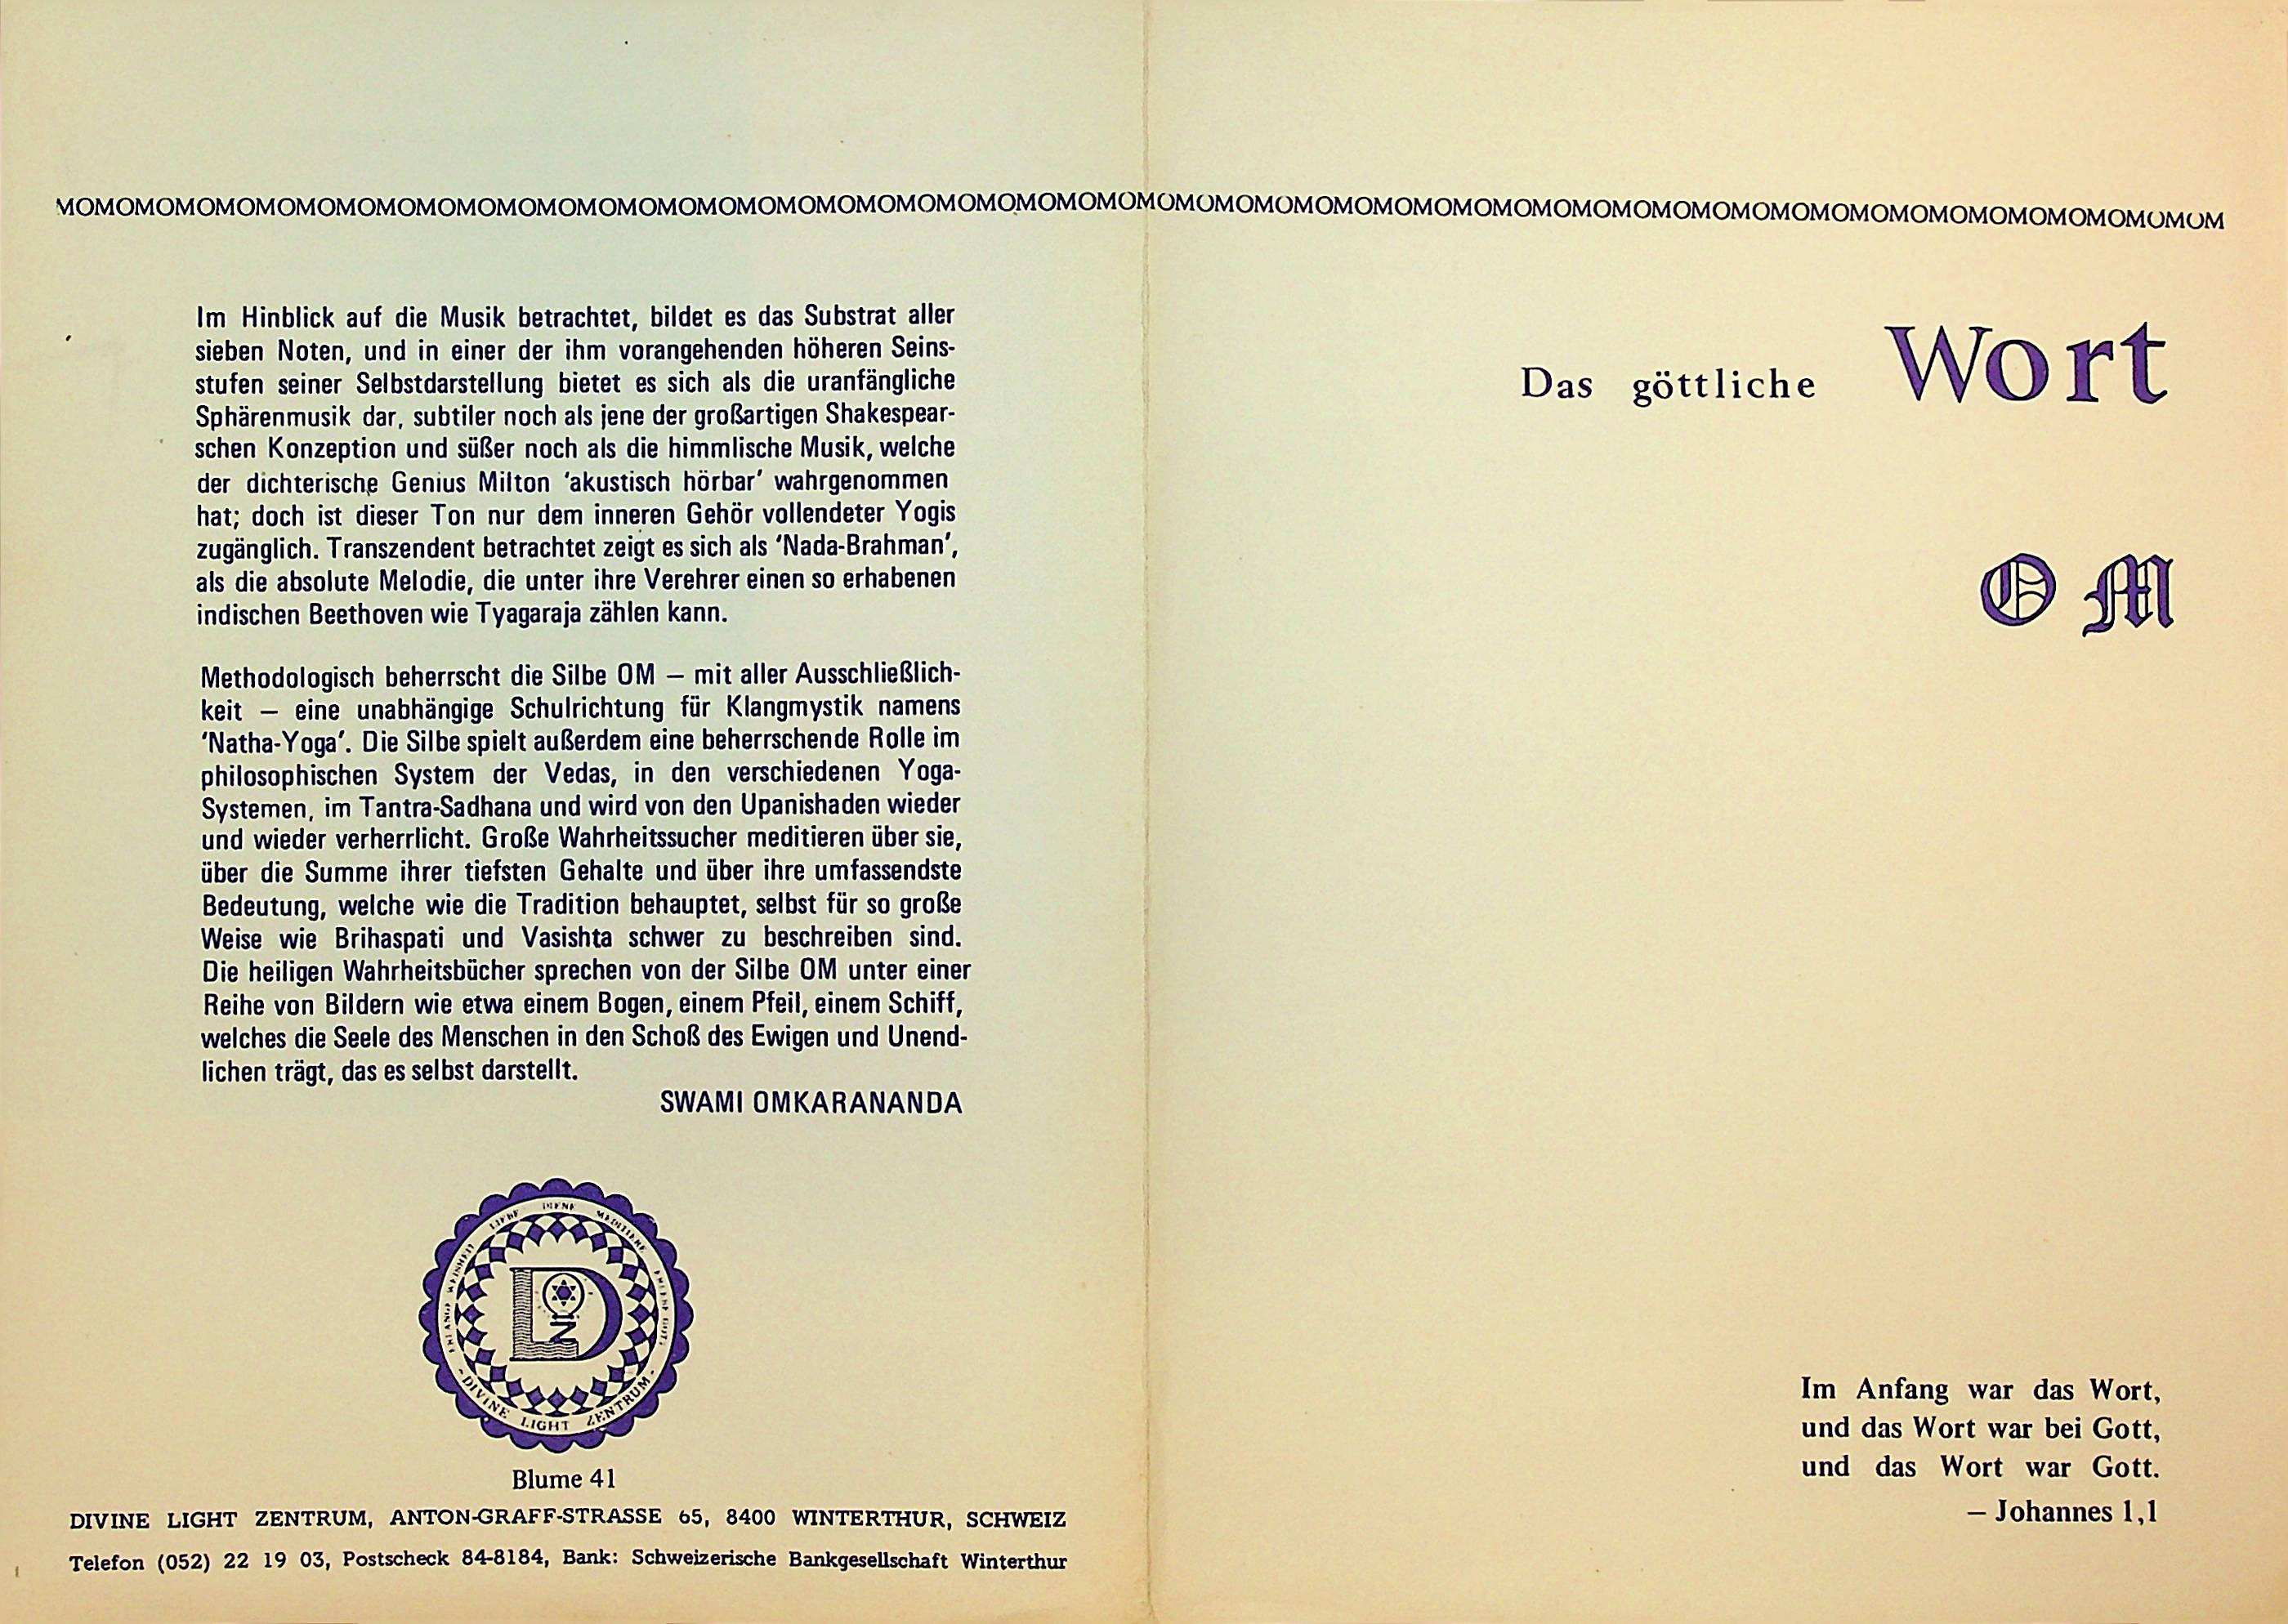 MOMOMOMOMOMOMOMOMOMOMOMOMOMOMOMOMOMOMOMOMOMOMOMOMOMOMOMOMOMOMOMOMOMOMOMOMOMOMOMOMOMOMOMOMOMOMOMOMOMOMOMOMOM
Im Hinblick auf die Musik betrachtet, bildet es das Substrat aller
sieben Noten, und in einer der ihm vorangehenden höheren Seins-
stufen seiner Selbstdarstellung bietet es sich als die uranfängliche
Sphärenmusik dar, subtiler noch als jene der großartigen Shakespear-
schen Konzeption und süßer noch als die himmlische Musik, welche
der dichterische Genius Milton ‘akustisch hörbar’ wahrgenommen
hat; doch ist dieser Ton nur dem inneren Gehör vollendeter Yogis
zugänglich. Transzendent betrachtet zeigt es sich als ‘Nada-Brahman’,
als die absolute Melodie, die unter ihre Verehrer einen so erhabenen
indischen Beethoven wie Tyagaraja zählen kann.
Methodologisch beherrscht die Silbe OM – mit aller Ausschließlich-
keit – eine unabhängige Schulrichtung für Klangmystik namens
‘Natha-Yoga’. Die Silbe spielt außerdem eine beherrschende Rolle im
philosophischen System der Vedas, in den verschiedenen Yoga-
Systemen, im Tantra-Sadhana und wird von den Upanishaden wieder
und wieder verherrlicht. Große Wahrheitssucher meditieren über sie,
über die Summe ihrer tiefsten Gehalte und über ihre umfassendste
Bedeutung, welche wie die Tradition behauptet, selbst für so große
Weise wie Brihaspati und Vasishta schwer zu beschreiben sind.
Die heiligen Wahrheitsbücher sprechen von der Silbe OM unter einer
Reihe von Bildern wie etwa einem Bogen, einem Pfeil, einem Schiff,
welches die Seele des Menschen in den Schoß des Ewigen und Unend-
lichen trägt, das es selbst darstellt.
SWAMI OMKARANANDA
WEISHEIT LIEBE DIENE MEDITIERE
- DIVINE LIGHT ZENTRUM -
Blume 41
DIVINE LIGHT ZENTRUM, ANTON-GRAFF-STRASSE 65, 8400 WINTERTHUR, SCHWEIZ
Telefon (052) 22 19 03, Postscheck 84-8184, Bank: Schweizerische Bankgesellschaft Winterthur
Das göttliche Wort
OM
Im Anfang war das Wort,
und das Wort war bei Gott,
und das Wort war Gott.
– Johannes 1,1